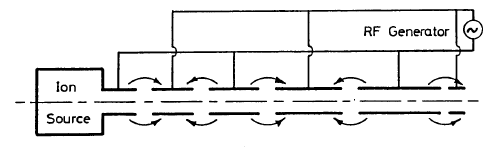 RF Generator
Ion
Source